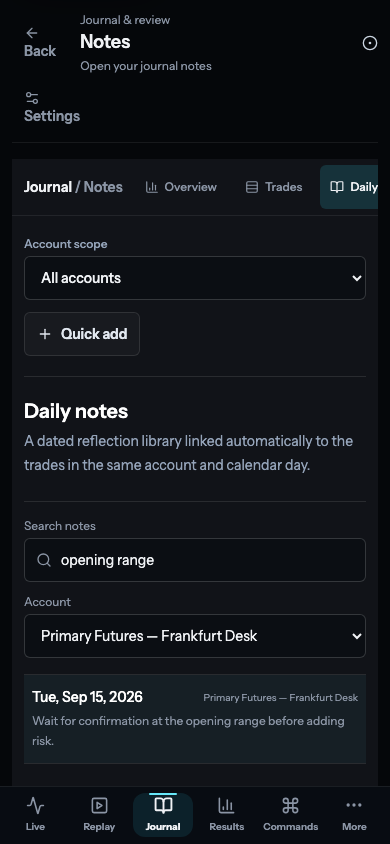 Journal & review
Back
Notes
Open your journal notes
Settings
Journal / Notes
Overview
Trades
Daily
Account scope
All accounts
Quick add
Daily notes
A dated reflection library linked automatically to the
trades in the same account and calendar day.
Search notes
opening range
Account
Primary Futures — Frankfurt Desk
Tue, Sep 15, 2026
Primary Futures — Frankfurt Desk
Wait for confirmation at the opening range before adding
risk.
Live
Replay
Journal
Results
Commands
More